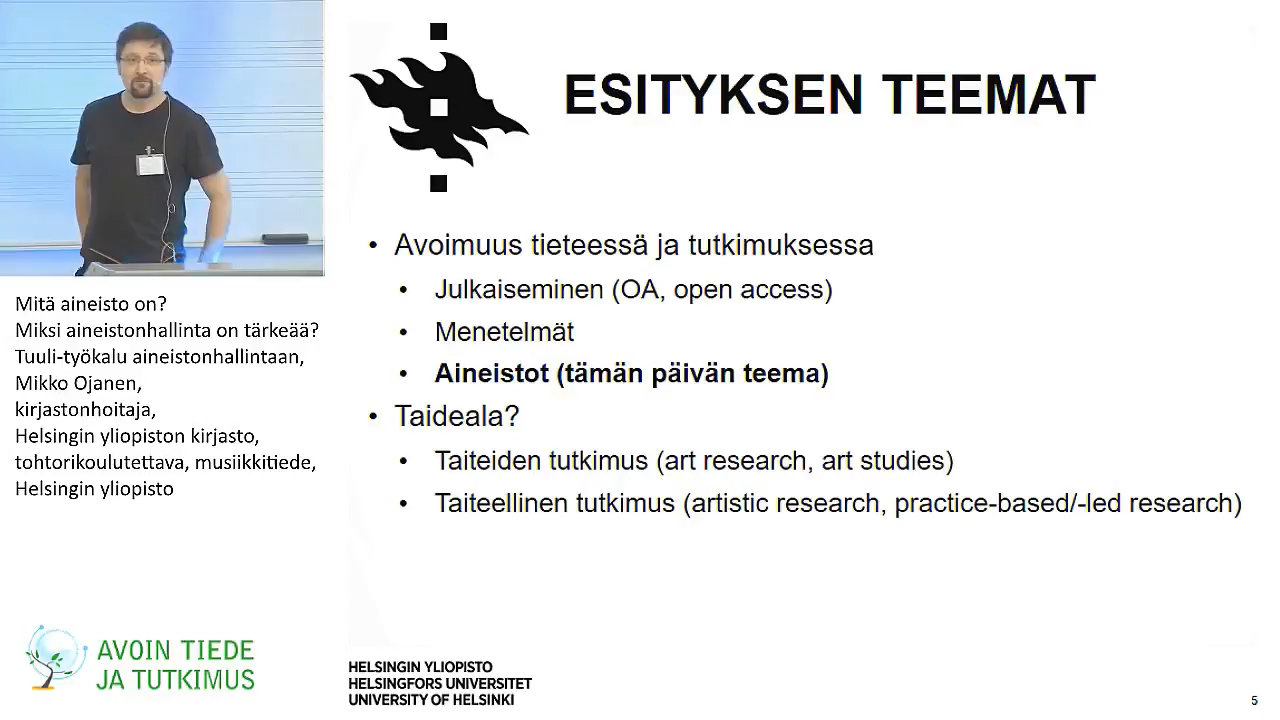 ESITYKSEN TEEMAT
• Avoimuus tieteessä ja tutkimuksessa
• Julkaiseminen (OA, open access)
• Menetelmät
• Aineistot (tämän päivän teema)
• Taideala?
• Taiteiden tutkimus (art research, art studies)
• Taiteellinen tutkimus (artistic research, practice-based/-led research)
Mitä aineisto on?
Miksi aineistonhallinta on tärkeää?
Tuuli-työkalu aineistonhallintaan,
Mikko Ojanen,
kirjastonhoitaja,
Helsingin yliopiston kirjasto,
tohtorikoulutettava, musiikkitiede,
Helsingin yliopisto
AVOIN TIEDE
JA TUTKIMUS
HELSINGIN YLIOPISTO
HELSINGFORS UNIVERSITET
UNIVERSITY OF HELSINKI
5